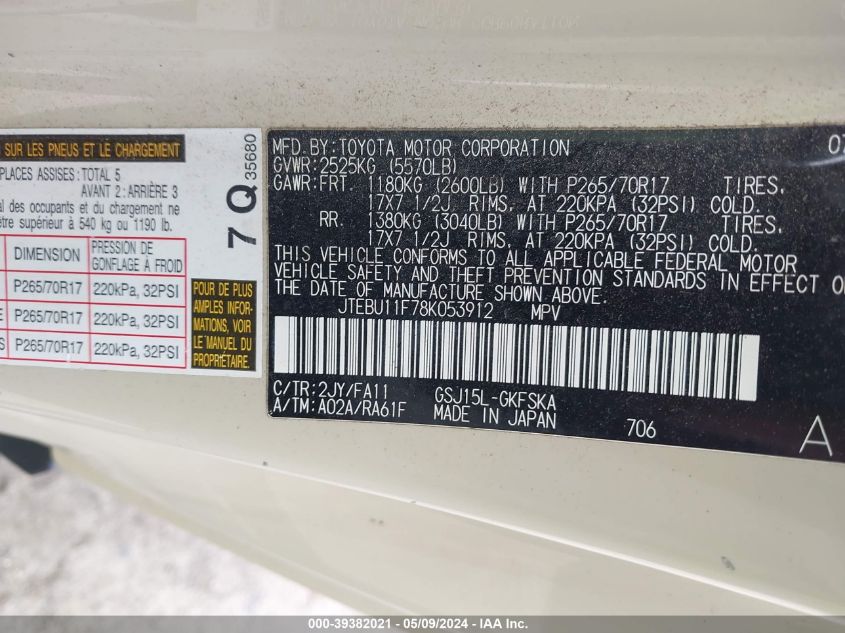 SUR LES PNEUS ET LE CHARGEMENT
PLACES ASSISES: TOTAL 5
AVANT 2: ARRIÈRE 3
al des occupants et du chargement ne
être supérieur à 540 kg ou 1190 lb.
DIMENSION
PRESSION DE
GONFLAGE À FROID
P265/70R17 220kPa, 32PSI
E P265/70R17 220kPa, 32PSI
S P265/70R17 220kPa, 32PSI
7 Q 35680
POUR DE PLUS
AMPLES INFOR-
MATIONS, VOIR
LE MANUEL DU
PROPRIÉTAIRE
MFD. BY: TOYOTA MOTOR CORPORATION 07
GVWR: 2525KG (5570LB)
GAWR: FRT. 1180KG (2600LB) WITH P265/70R17 TIRES.
17X7 1/2J RIMS, AT 220KPA (32PSI) COLD.
RR. 1380KG (3040LB) WITH P265/70R17 TIRES.
17X7 1/2J RIMS, AT 220KPA (32PSI) COLD.
THIS VEHICLE CONFORMS TO ALL APPLICABLE FEDERAL MOTOR
VEHICLE SAFETY AND THEFT PREVENTION STANDARDS IN EFFECT O
THE DATE OF MANUFACTURE SHOWN ABOVE.
JTEBU11F78K053912 MPV
C/TR: 2JY/FA11 GSJ15L-GKFSKA
A/TM: A02A/RA61F MADE IN JAPAN 706
A
000-39382021 - 05/09/2024 - IAA Inc.